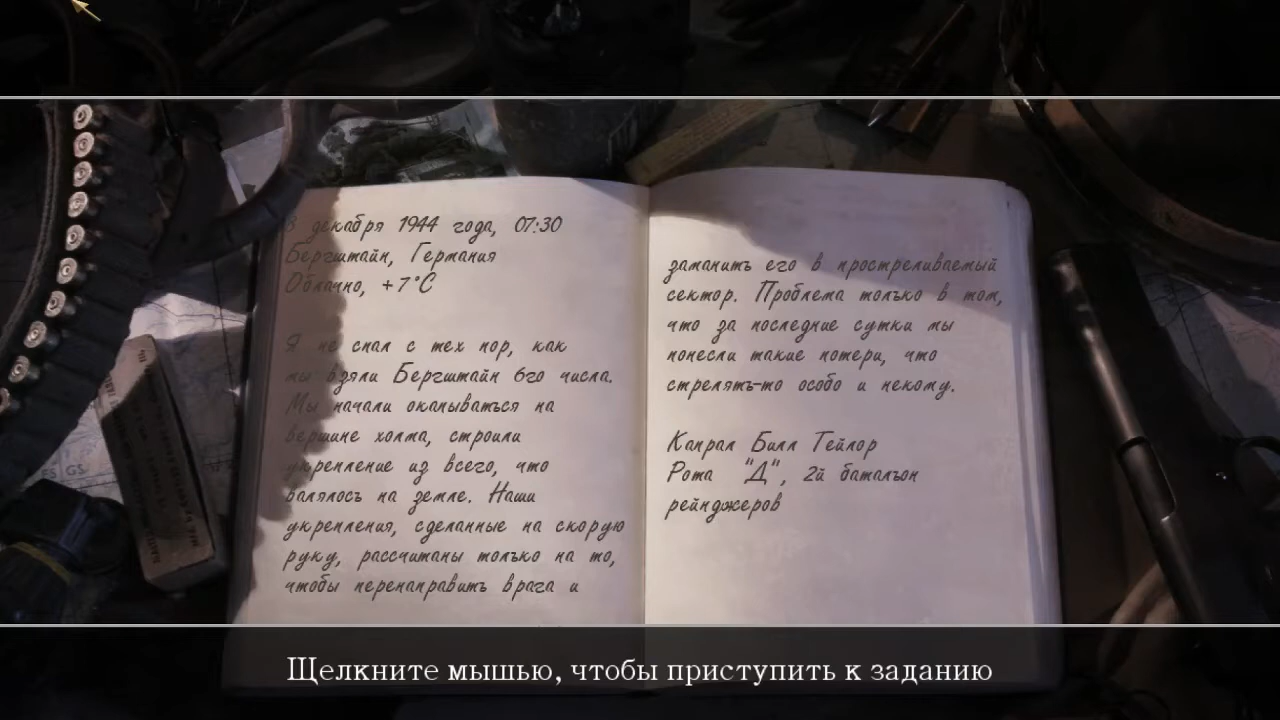 8 декабря 1944 года, 07:30
Бергштайн, Германия
Облачно, +7°C
Я не спал с тех пор, как
мы взяли Бергштайн 6го числа.
Мы начали окапываться на
вершине холма, строили
укрепление из всего, что
валялось на земле. Наши
укрепления, сделанные на скорую
руку, рассчитаны только на то,
чтобы перенаправить врага и
заманить его в простреливаемый
сектор. Проблема только в том,
что за последние сутки мы
понесли такие потери, что
стрелять-то особо и некому.
Капрал Билл Тейлор
Рота "Д", 2й батальон
рейнджеров
Щелкните мышью, чтобы приступить к заданию